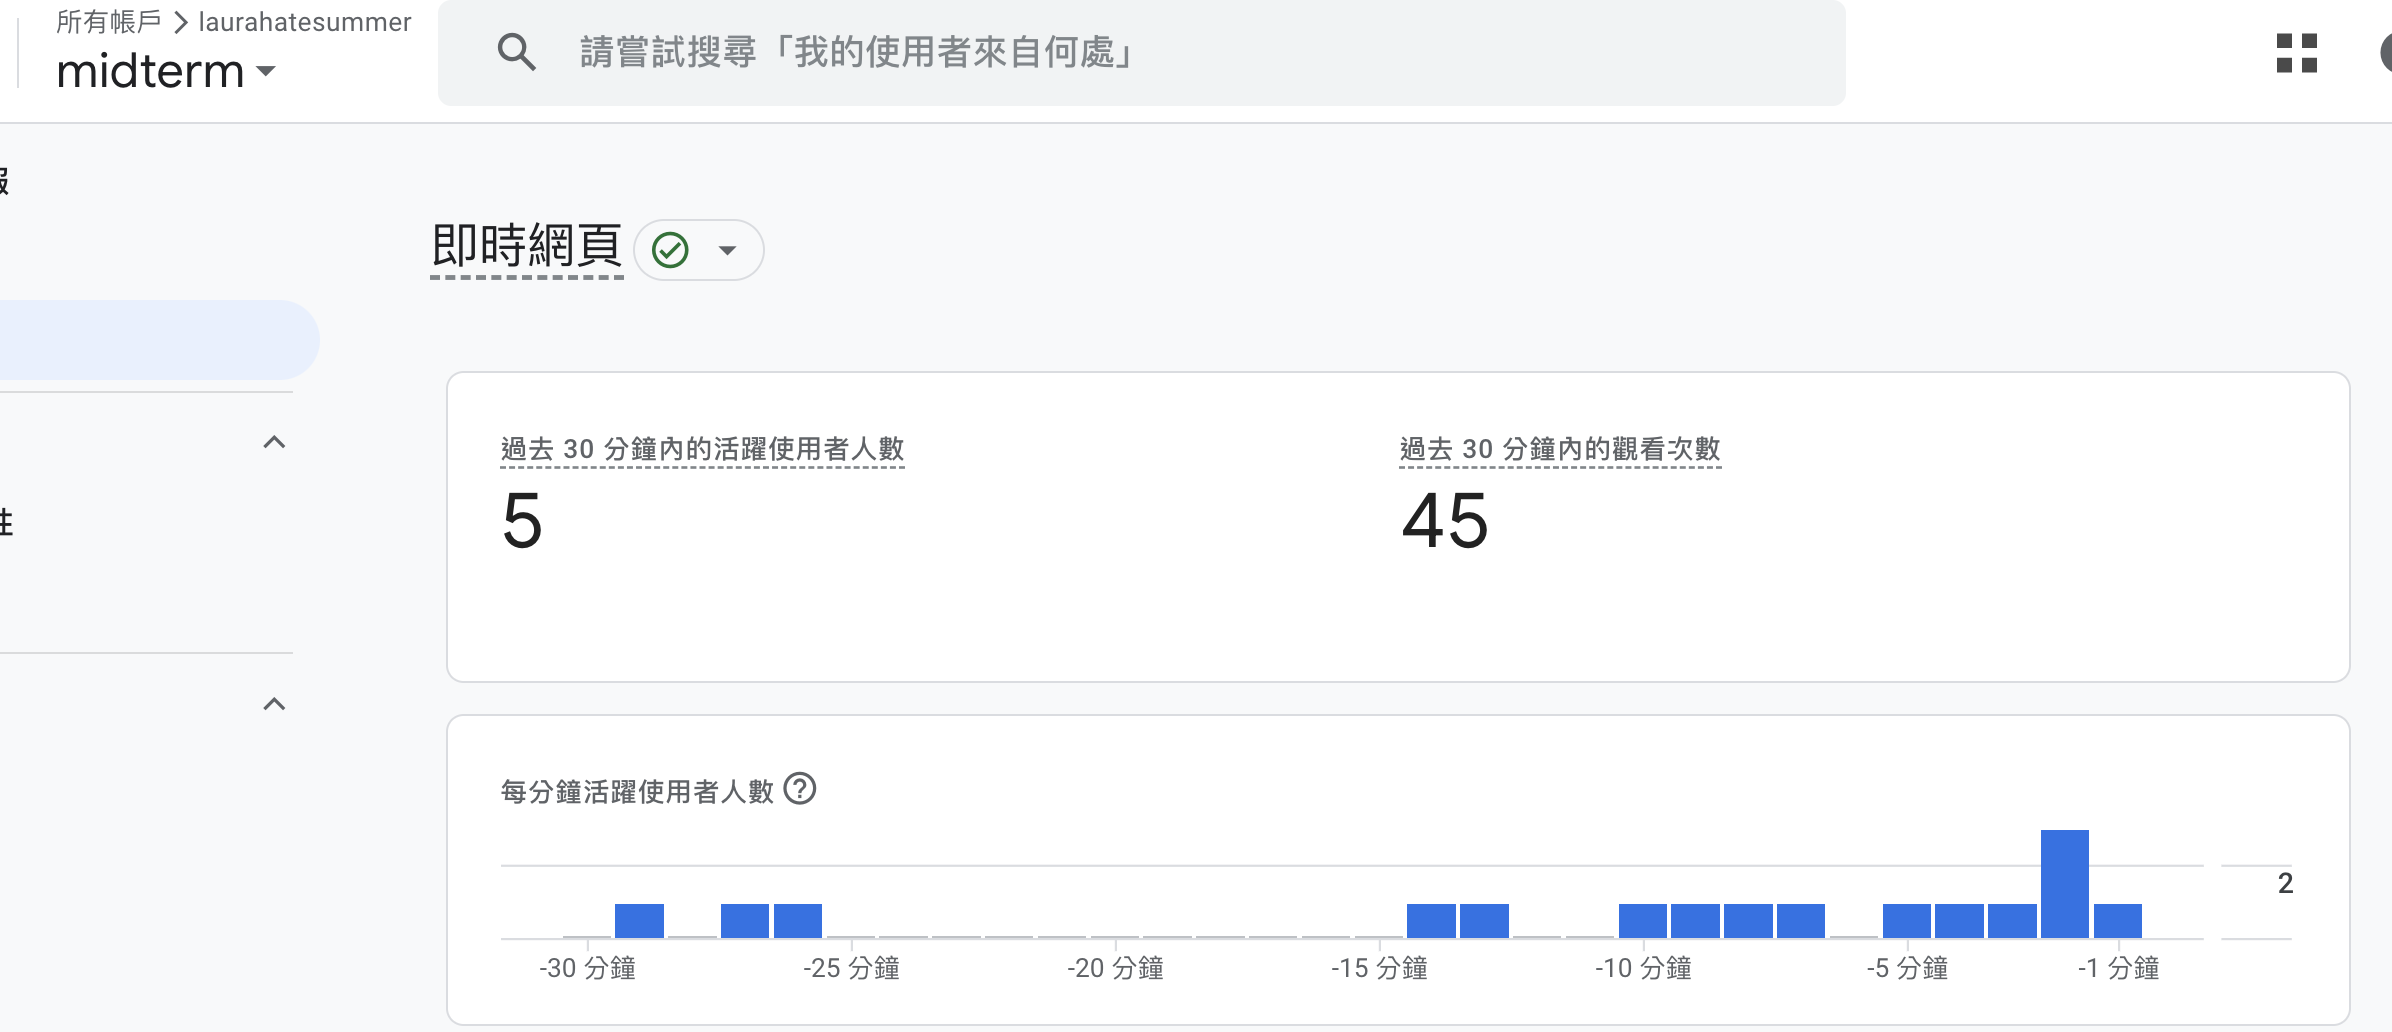 所有帳戶 > laurahatesummer
midterm
請嘗試搜尋「我的使用者來自何處」
即時網頁
過去 30 分鐘內的活躍使用者人數
5
過去 30 分鐘內的觀看次數
45
每分鐘活躍使用者人數
2
-30 分鐘
-25 分鐘
-20 分鐘
-15 分鐘
-10 分鐘
-5 分鐘
-1 分鐘